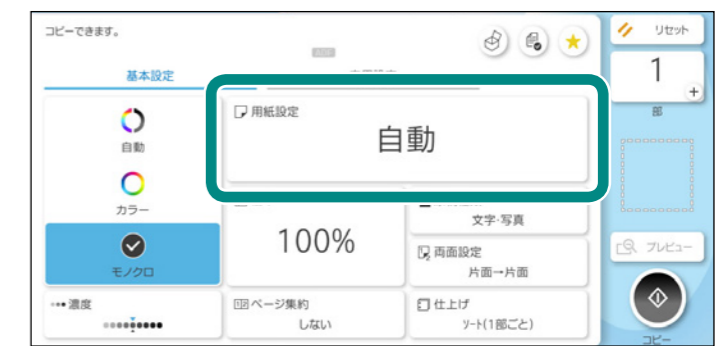 コピーできます。
リセット
ADF
基本設定
1
部
用紙設定
自動
自動
カラー
モノクロ
100%
文字・写真
両面設定
片面→片面
プレビュー
濃度
ページ集約
しない
仕上げ
ソート(1部ごと)
コピー